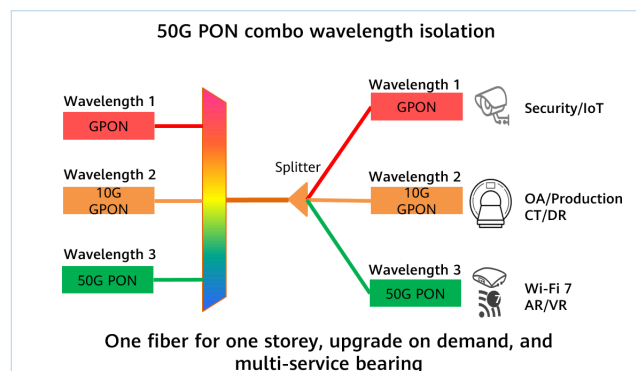 50G PON combo wavelength isolation
Wavelength 1
GPON
Wavelength 2
10G
GPON
Wavelength 3
50G PON
Splitter
Wavelength 1
GPON
Security/IoT
Wavelength 2
10G
GPON
OA/Production
CT/DR
Wavelength 3
50G PON
Wi-Fi 7
AR/VR
One fiber for one storey, upgrade on demand, and
multi-service bearing